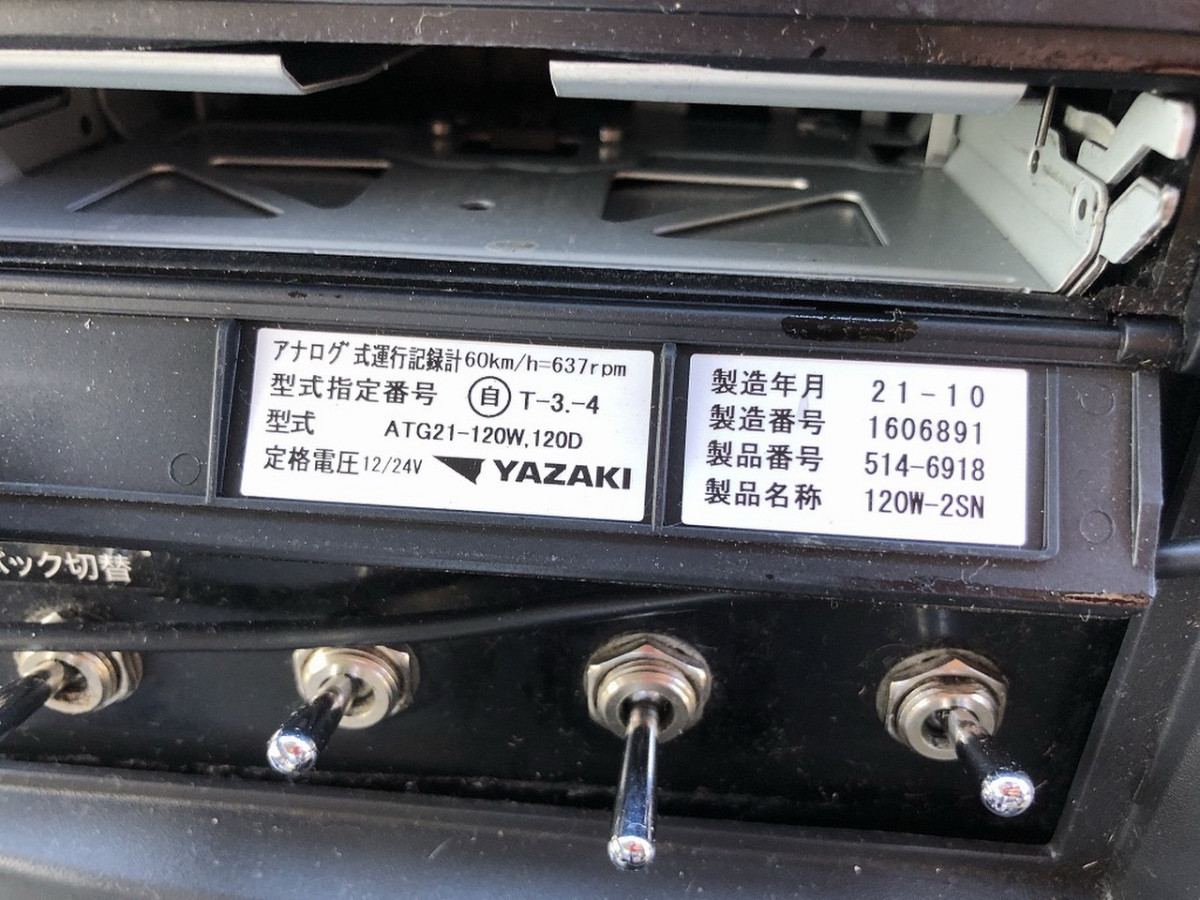 アナログ式運行記録計60km/h=637rpm
型式指定番号 自 T-3.-4
型式 ATG21-120W,120D
定格電圧12/24V YAZAKI
製造年月 21-10
製造番号 1606891
製品番号 514-6918
製品名称 120W-2SN
ック切替